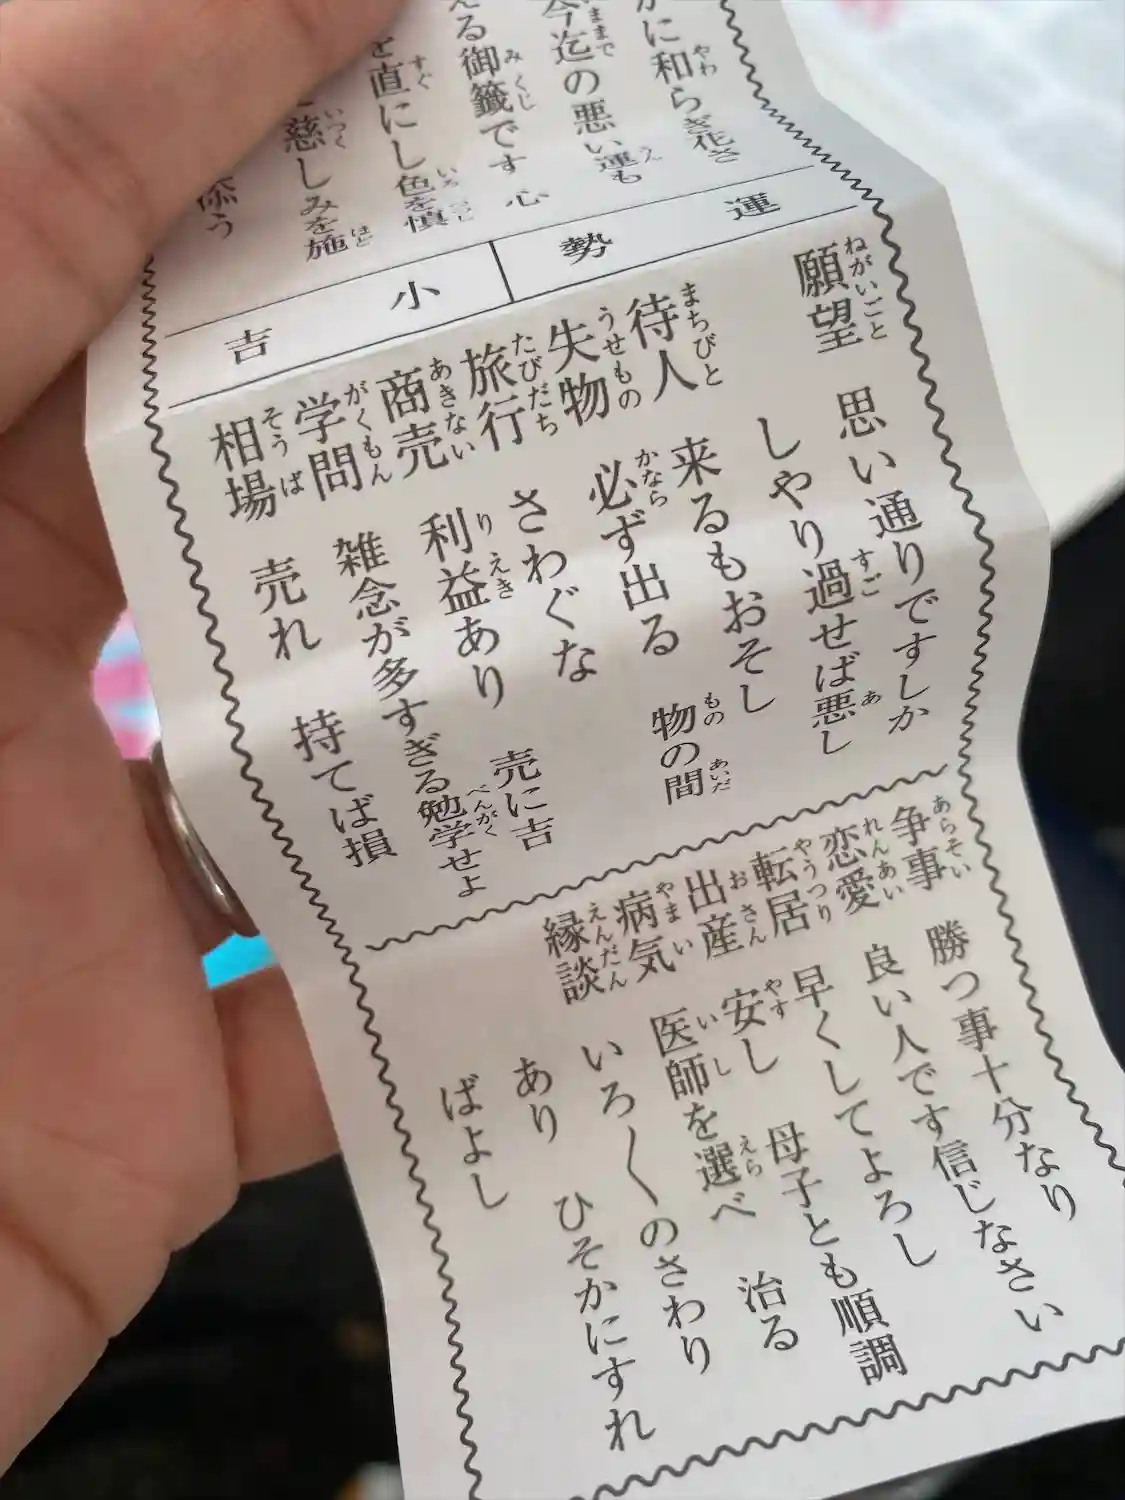 かに和らぎ花さ
今迄の悪い運も
える御籤です 心
を直にし色を慎
慈しみを施
添う
運勢 小吉
願望 思い通りですしか
しやり過せば悪し
待人 来るもおそし
失物 必ず出る 物の間
旅行 さわぐな
商売 利益あり 売に吉
学問 雑念が多すぎる勉学せよ
相場 売れ 持てば損
争事 勝つ事十分なり
恋愛 良い人です信じなさい
転居 早くしてよろし
出産 安し 母子とも順調
病気 医師を選べ 治る
縁談 いろ〱のさわり
あり ひそかにすれ
ばよし